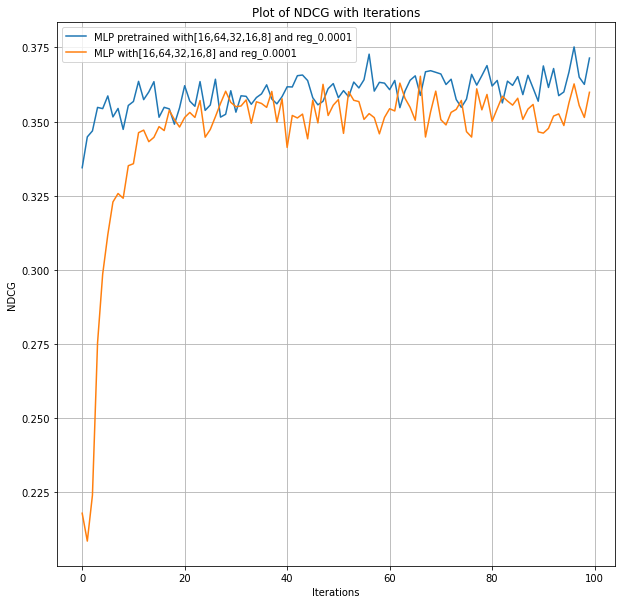 Plot of NDCG with Iterations
MLP pretrained with[16,64,32,16,8] and reg_0.0001
MLP with[16,64,32,16,8] and reg_0.0001
0.375
0.350
0.325
0.300
0.275
0.250
0.225
NDCG
0 20 40 60 80 100
Iterations